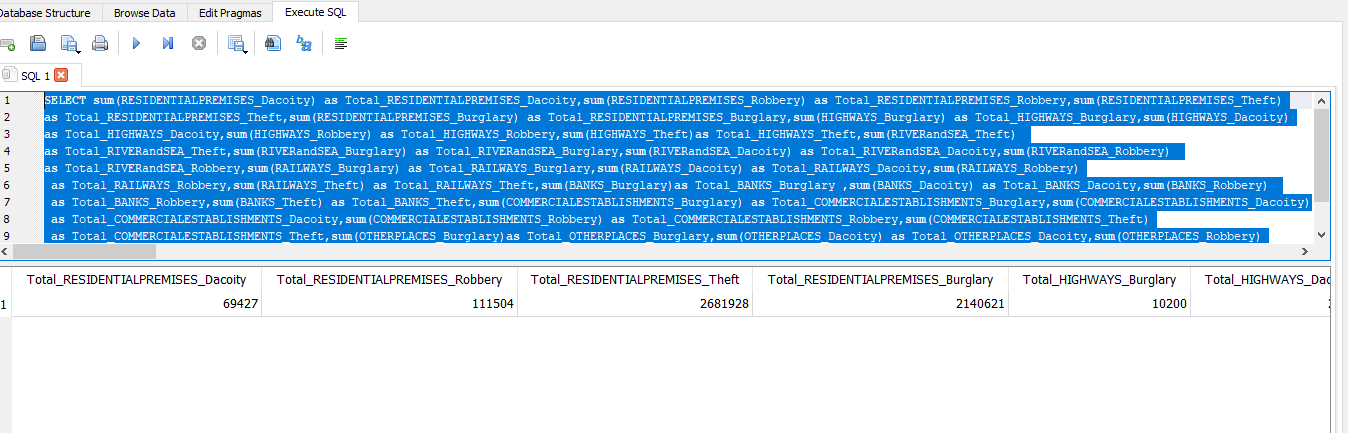 Database Structure Browse Data Edit Pragmas Execute SQL
SQL 1
1 SELECT sum(RESIDENTIALPREMISES_Dacoity) as Total_RESIDENTIALPREMISES_Dacoity,sum(RESIDENTIALPREMISES_Robbery) as Total_RESIDENTIALPREMISES_Robbery,sum(RESIDENTIALPREMISES_Theft)
2 as Total_RESIDENTIALPREMISES_Theft,sum(RESIDENTIALPREMISES_Burglary) as Total_RESIDENTIALPREMISES_Burglary,sum(HIGHWAYS_Burglary) as Total_HIGHWAYS_Burglary,sum(HIGHWAYS_Dacoity)
3 as Total_HIGHWAYS_Dacoity,sum(HIGHWAYS_Robbery) as Total_HIGHWAYS_Robbery,sum(HIGHWAYS_Theft)as Total_HIGHWAYS_Theft,sum(RIVERandSEA_Theft)
4 as Total_RIVERandSEA_Theft,sum(RIVERandSEA_Burglary) as Total_RIVERandSEA_Burglary,sum(RIVERandSEA_Dacoity) as Total_RIVERandSEA_Dacoity,sum(RIVERandSEA_Robbery)
5 as Total_RIVERandSEA_Robbery,sum(RAILWAYS_Burglary) as Total_RAILWAYS_Burglary,sum(RAILWAYS_Dacoity) as Total_RAILWAYS_Dacoity,sum(RAILWAYS_Robbery)
6 as Total_RAILWAYS_Robbery,sum(RAILWAYS_Theft) as Total_RAILWAYS_Theft,sum(BANKS_Burglary)as Total_BANKS_Burglary ,sum(BANKS_Dacoity) as Total_BANKS_Dacoity,sum(BANKS_Robbery)
7 as Total_BANKS_Robbery,sum(BANKS_Theft) as Total_BANKS_Theft,sum(COMMERCIALESTABLISHMENTS_Burglary) as Total_COMMERCIALESTABLISHMENTS_Burglary,sum(COMMERCIALESTABLISHMENTS_Dacoity)
8 as Total_COMMERCIALESTABLISHMENTS_Dacoity,sum(COMMERCIALESTABLISHMENTS_Robbery) as Total_COMMERCIALESTABLISHMENTS_Robbery,sum(COMMERCIALESTABLISHMENTS_Theft)
9 as Total_COMMERCIALESTABLISHMENTS_Theft,sum(OTHERPLACES_Burglary)as Total_OTHERPLACES_Burglary,sum(OTHERPLACES_Dacoity) as Total_OTHERPLACES_Dacoity,sum(OTHERPLACES_Robbery)
Total_RESIDENTIALPREMISES_Dacoity Total_RESIDENTIALPREMISES_Robbery Total_RESIDENTIALPREMISES_Theft Total_RESIDENTIALPREMISES_Burglary Total_HIGHWAYS_Burglary Total_HIGHWAYS_Dac
1 69427 111504 2681928 2140621 10200